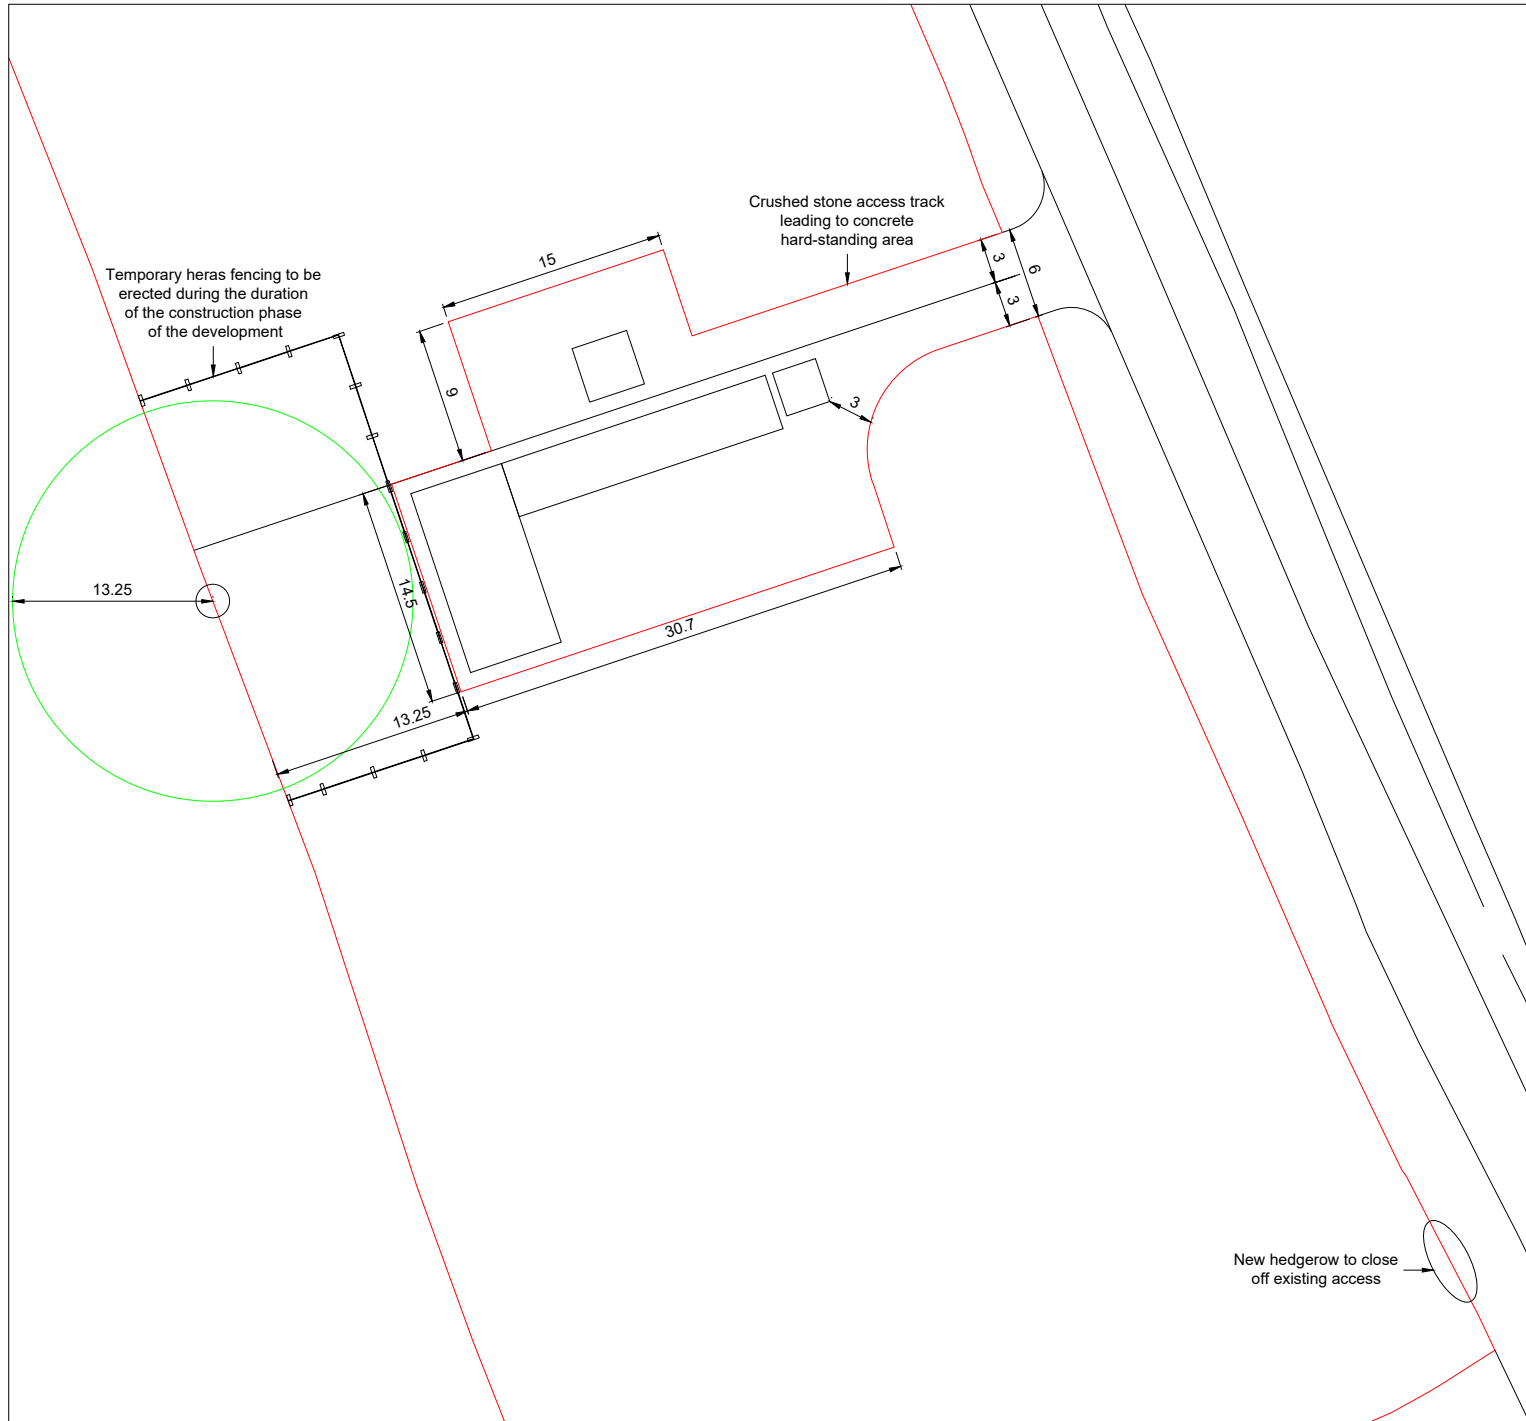 Crushed stone access track
leading to concrete
hard-standing area
3
6
3
15
Temporary heras fencing to be
erected during the duration
of the construction phase
of the development
9
3
13.25
14.5
30.7
13.25
New hedgerow to close
off existing access